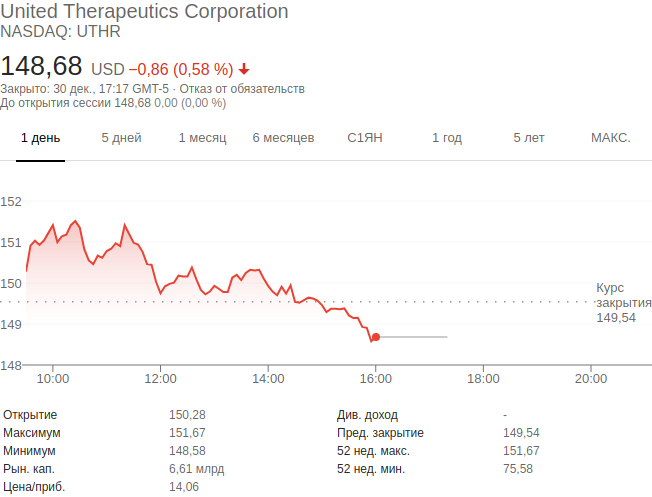 United Therapeutics Corporation
NASDAQ: UTHR
148,68 USD −0,86 (0,58 %)
Закрыто: 30 дек., 17:17 GMT-5 · Отказ от обязательств
До открытия сессии 148,68 0,00 (0,00 %)
1 день 5 дней 1 месяц 6 месяцев С1ЯН 1 год 5 лет МАКС.
152
151
150
Курс
закрытия
149,54
149
148
10:00 12:00 14:00 16:00 18:00 20:00
Открытие 150,28 Див. доход -
Максимум 151,67 Пред. закрытие 149,54
Минимум 148,58 52 нед. макс. 151,67
Рын. кап. 6,61 млрд 52 нед. мин. 75,58
Цена/приб. 14,06